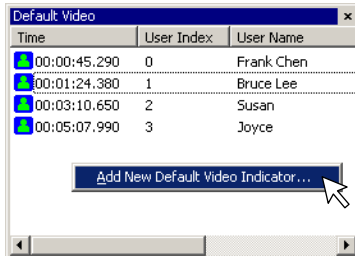 Default Video
Time User Index User Name
00:00:45.290 0 Frank Chen
00:01:24.380 1 Bruce Lee
00:03:10.650 2 Susan
00:05:07.990 3 Joyce
Add New Default Video Indicator...